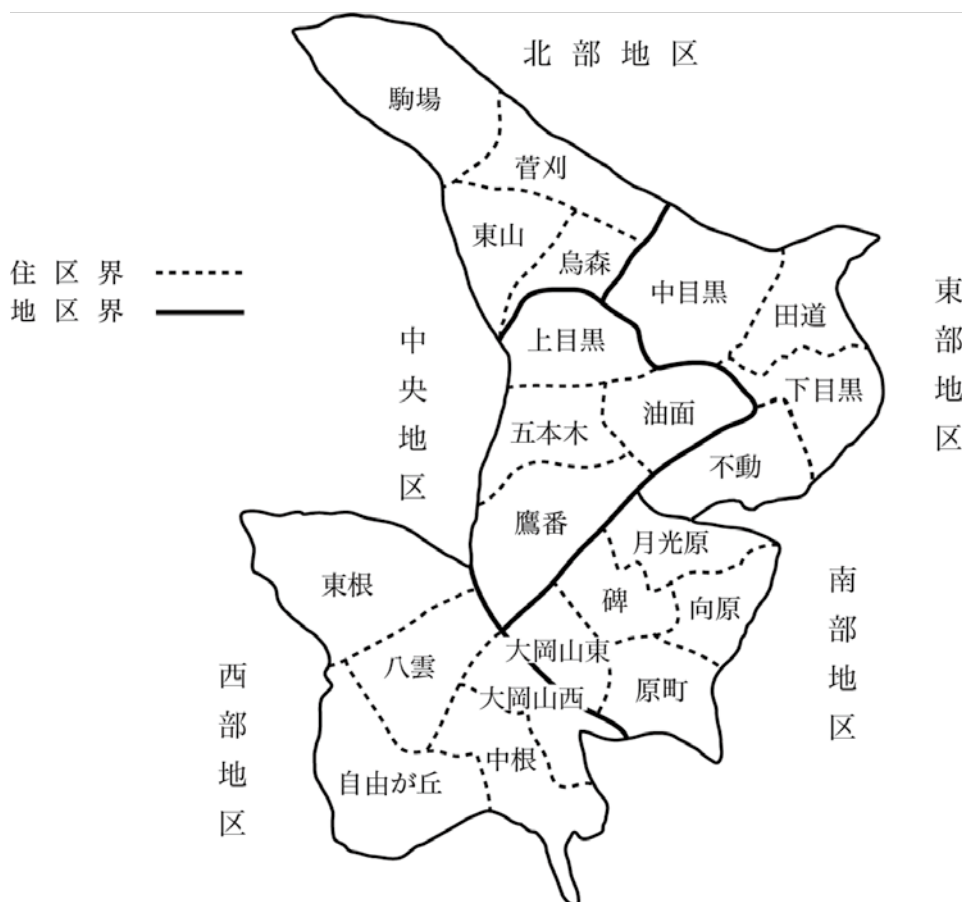 北部地区
駒場
菅刈
東山
烏森
住区界
地区界
中目黒
田道
東部地区
中央地区
上目黒
下目黒
油面
五本木
不動
鷹番
月光原
東根
碑
向原
南部地区
八雲
大岡山東
西部地区
大岡山西
原町
中根
自由が丘